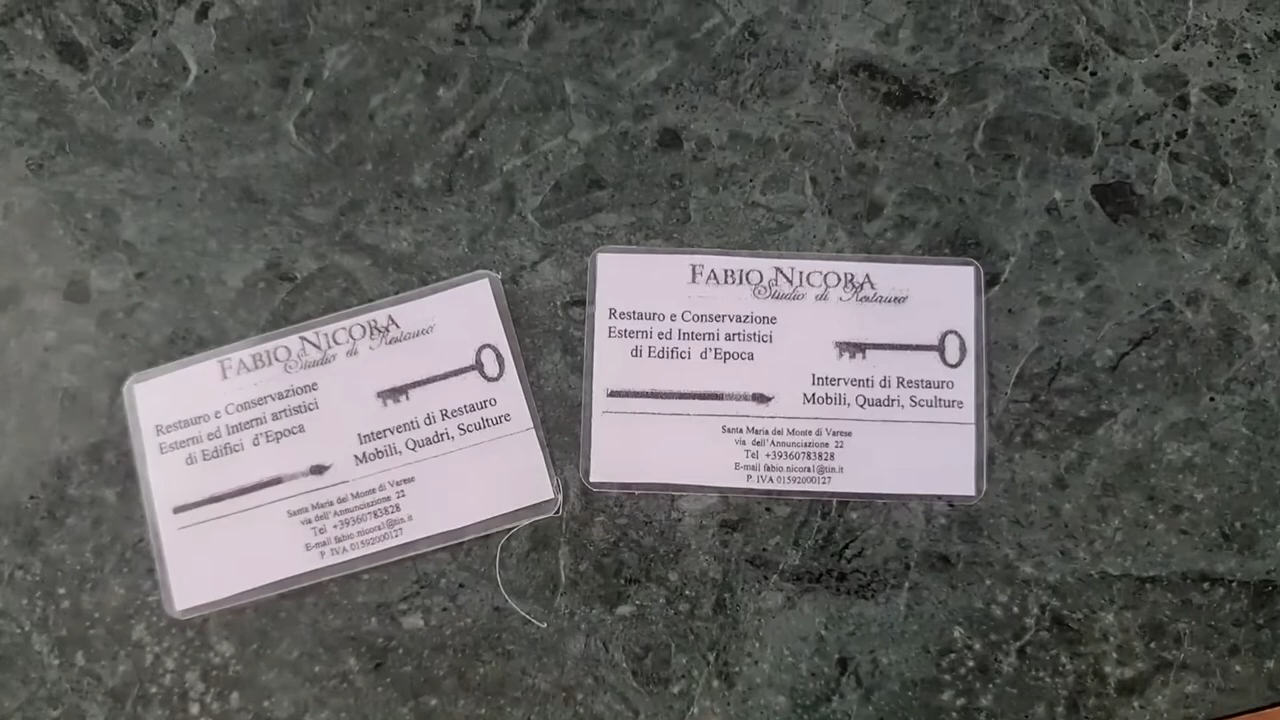 FABIO NICORA
Studio di Restauro
Restauro e Conservazione
Esterni ed Interni artistici
di Edifici d'Epoca
Interventi di Restauro
Mobili, Quadri, Sculture
Santa Maria del Monte di Varese
via dell'Annunciazione 22
Tel +39360783828
E-mail fabio.nicora1@tin.it
P. IVA 01592000127
FABIO NICORA
Studio di Restauro
Restauro e Conservazione
Esterni ed Interni artistici
di Edifici d'Epoca
Interventi di Restauro
Mobili, Quadri, Sculture
Santa Maria del Monte di Varese
via dell'Annunciazione 22
Tel +39360783828
E-mail fabio.nicora1@tin.it
P. IVA 01592000127